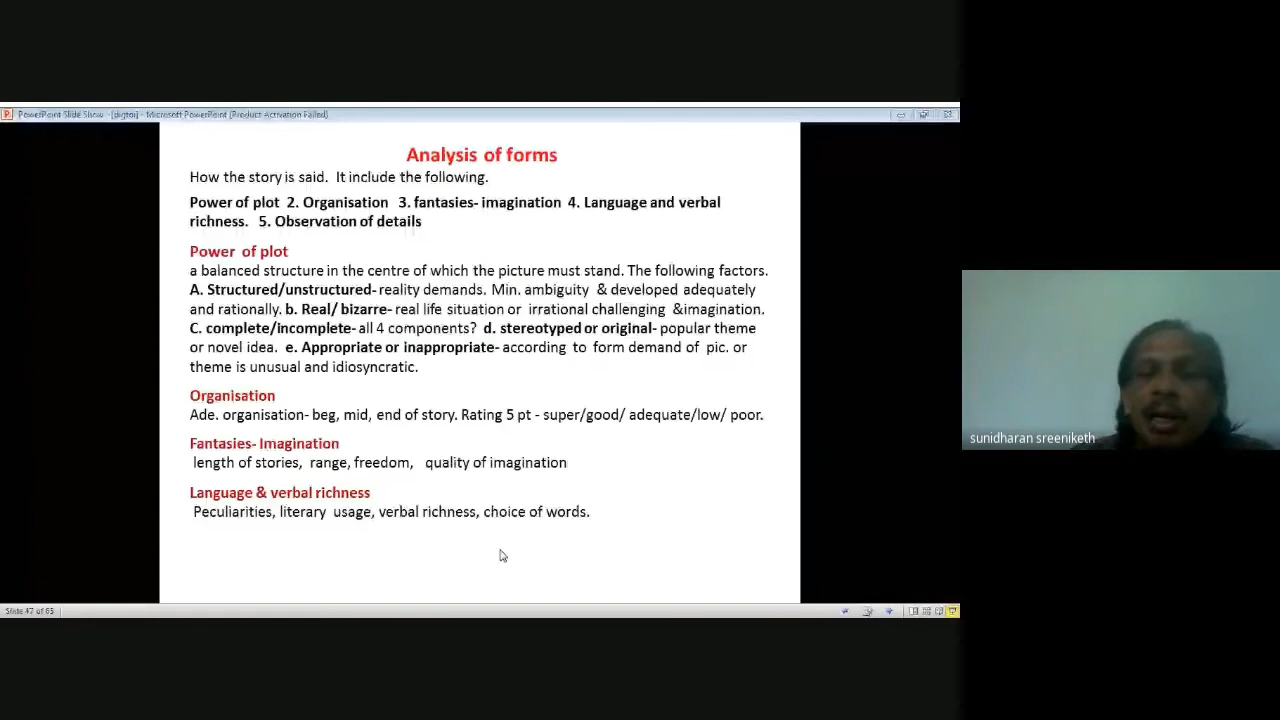 PowerPoint Slide Show - [digtoi] - Microsoft PowerPoint (Product Activation Failed)
Analysis of forms
How the story is said. It include the following.
Power of plot 2. Organisation 3. fantasies- imagination 4. Language and verbal
richness. 5. Observation of details
Power of plot
a balanced structure in the centre of which the picture must stand. The following factors.
A. Structured/unstructured- reality demands. Min. ambiguity & developed adequately
and rationally. b. Real/ bizarre- real life situation or irrational challenging &imagination.
C. complete/incomplete- all 4 components? d. stereotyped or original- popular theme
or novel idea. e. Appropriate or inappropriate- according to form demand of pic. or
theme is unusual and idiosyncratic.
Organisation
Ade. organisation- beg, mid, end of story. Rating 5 pt - super/good/ adequate/low/ poor.
Fantasies- Imagination
length of stories, range, freedom, quality of imagination
Language & verbal richness
Peculiarities, literary usage, verbal richness, choice of words.
sunidharan sreeniketh
Slide 47 of 65